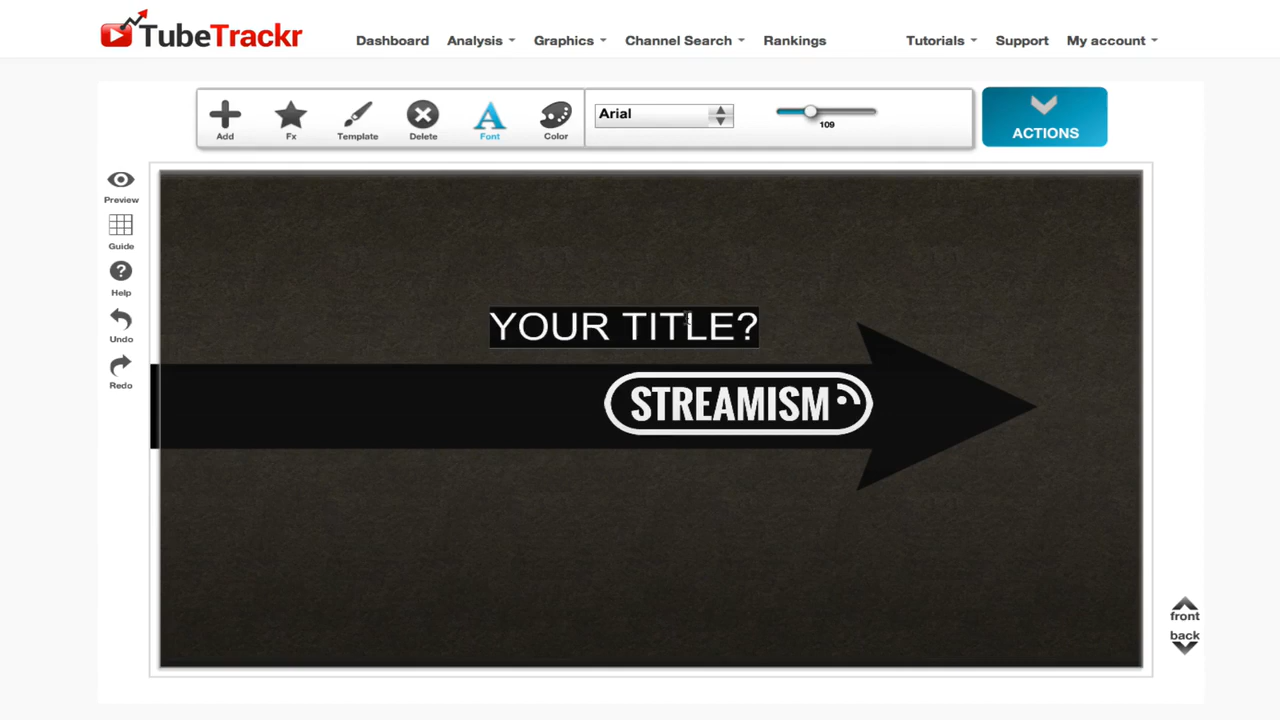 TubeTrackr
Dashboard Analysis Graphics Channel Search Rankings Tutorials Support My account
Add Fx Template Delete Font Color Arial 109 ACTIONS
Preview
Guide
Help
Undo
Redo
YOUR TITLE?
STREAMISM
front
back